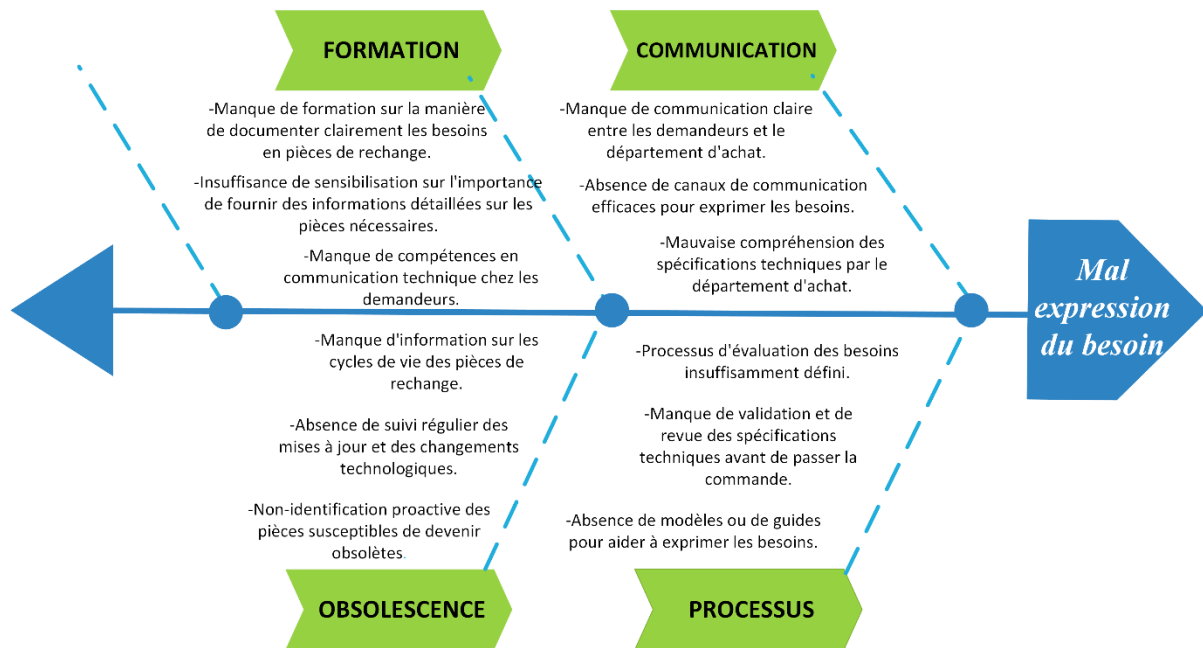 FORMATION
-Manque de formation sur la manière
de documenter clairement les besoins
en pièces de rechange.
-Insuffisance de sensibilisation sur l'importance
de fournir des informations détaillées sur les
pièces nécessaires.
-Manque de compétences en
communication technique chez les
demandeurs.
COMMUNICATION
-Manque de communication claire
entre les demandeurs et le
département d'achat.
-Absence de canaux de communication
efficaces pour exprimer les besoins.
-Mauvaise compréhension des
spécifications techniques par le
département d'achat.
Mal
expression
du besoin
-Manque d'information sur les
cycles de vie des pièces de
rechange.
-Absence de suivi régulier des
mises à jour et des changements
technologiques.
-Non-identification proactive des
pièces susceptibles de devenir
obsolètes.
OBSOLESCENCE
-Processus d'évaluation des besoins
insuffisamment défini.
-Manque de validation et de
revue des spécifications
techniques avant de passer la
commande.
-Absence de modèles ou de guides
pour aider à exprimer les besoins.
PROCESSUS